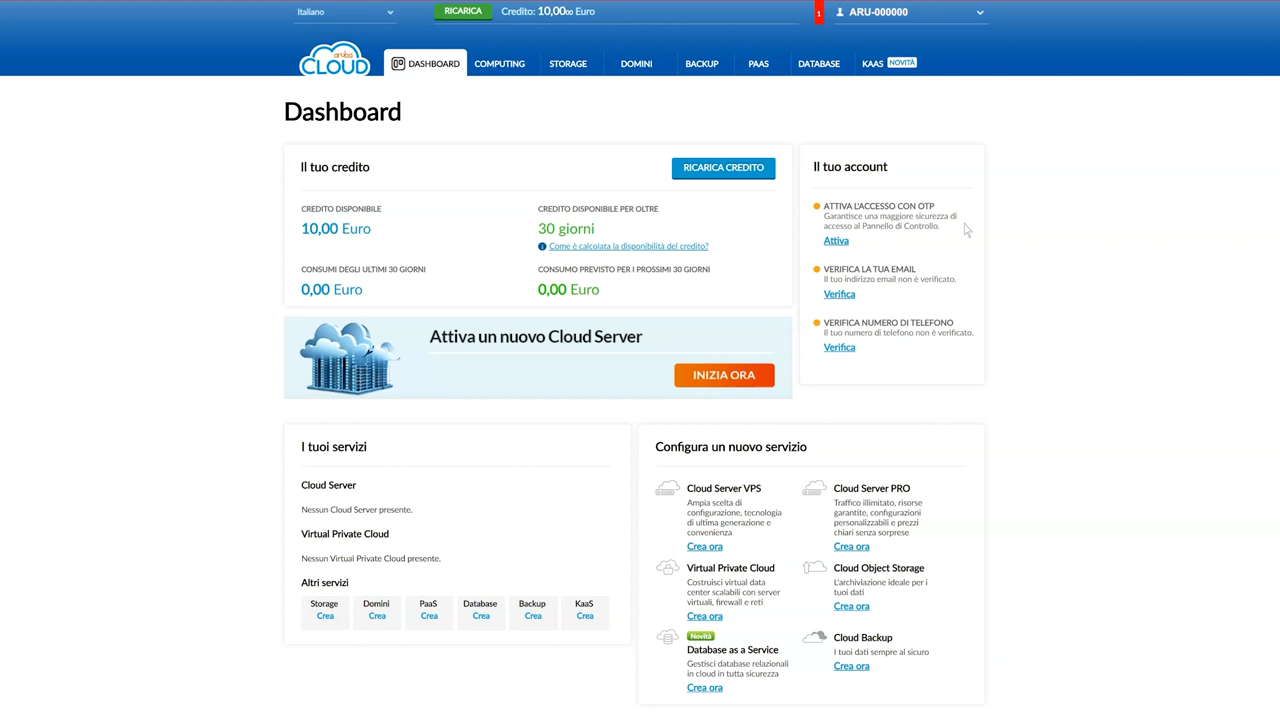 Italiano
RICARICA
Credito: 10,00,00 Euro
1
ARU-000000
aruba
CLOUD
DASHBOARD
COMPUTING
STORAGE
DOMINI
BACKUP
PAAS
DATABASE
KAAS NOVITÀ
Dashboard
Il tuo credito
RICARICA CREDITO
CREDITO DISPONIBILE
10,00 Euro
CREDITO DISPONIBILE PER OLTRE
30 giorni
Come è calcolata la disponibilità del credito?
CONSUMI DEGLI ULTIMI 30 GIORNI
0,00 Euro
CONSUMO PREVISTO PER I PROSSIMI 30 GIORNI
0,00 Euro
Il tuo account
ATTIVA L'ACCESSO CON OTP
Garantisce una maggiore sicurezza di
accesso al Pannello di Controllo.
Attiva
VERIFICA LA TUA EMAIL
Il tuo indirizzo email non è verificato.
Verifica
VERIFICA NUMERO DI TELEFONO
Il tuo numero di telefono non è verificato.
Verifica
Attiva un nuovo Cloud Server
INIZIA ORA
I tuoi servizi
Cloud Server
Nessun Cloud Server presente.
Virtual Private Cloud
Nessun Virtual Private Cloud presente.
Altri servizi
Storage
Crea
Domini
Crea
PaaS
Crea
Database
Crea
Backup
Crea
KaaS
Crea
Configura un nuovo servizio
Cloud Server VPS
Ampia scelta di
configurazione, tecnologia
di ultima generazione e
convenienza
Crea ora
Cloud Server PRO
Traffico illimitato, risorse
garantite, configurazioni
personalizzabili e prezzi
chiari senza sorprese
Crea ora
Virtual Private Cloud
Costruisci virtual data
center scalabili con server
virtuali, firewall e reti
Crea ora
Cloud Object Storage
L'archiviazione ideale per i
tuoi dati
Crea ora
Novità
Database as a Service
Gestisci database relazionali
in cloud in tutta sicurezza
Crea ora
Cloud Backup
I tuoi dati sempre al sicuro
Crea ora